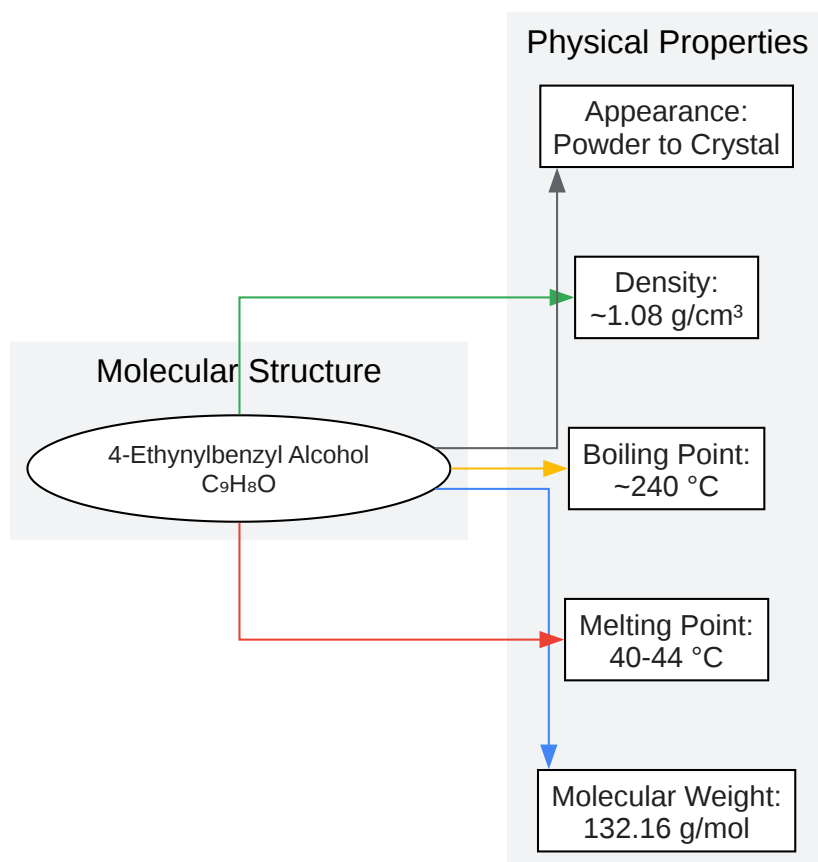 Physical Properties
Appearance:
Powder to Crystal
Density:
~1.08 g/cm³
Molecular Structure
4-Ethynylbenzyl Alcohol
C₉H₈O
Boiling Point:
~240 °C
Melting Point:
40-44 °C
Molecular Weight:
132.16 g/mol